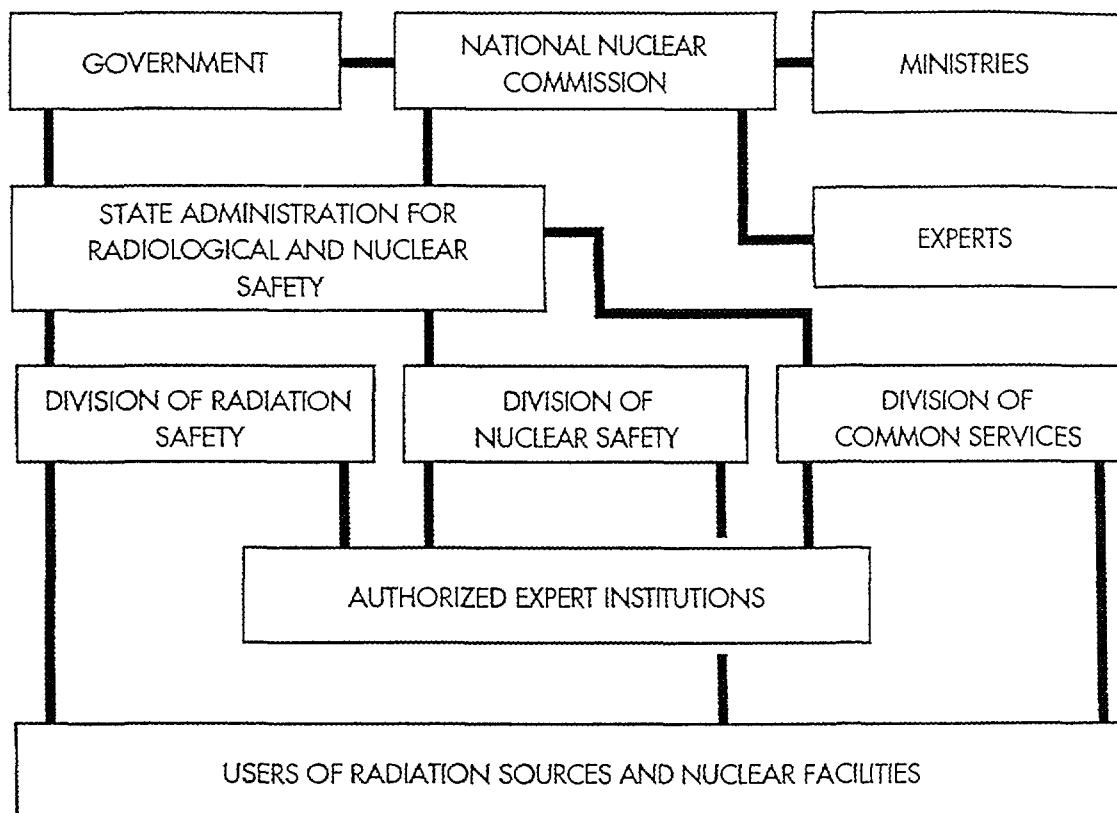 GOVERNMENT
NATIONAL NUCLEAR
COMMISSION
MINISTRIES
STATE ADMINISTRATION FOR
RADIOLOGICAL AND NUCLEAR
SAFETY
EXPERTS
DIVISION OF RADIATION
SAFETY
DIVISION OF
NUCLEAR SAFETY
DIVISION OF
COMMON SERVICES
AUTHORIZED EXPERT INSTITUTIONS
USERS OF RADIATION SOURCES AND NUCLEAR FACILITIES